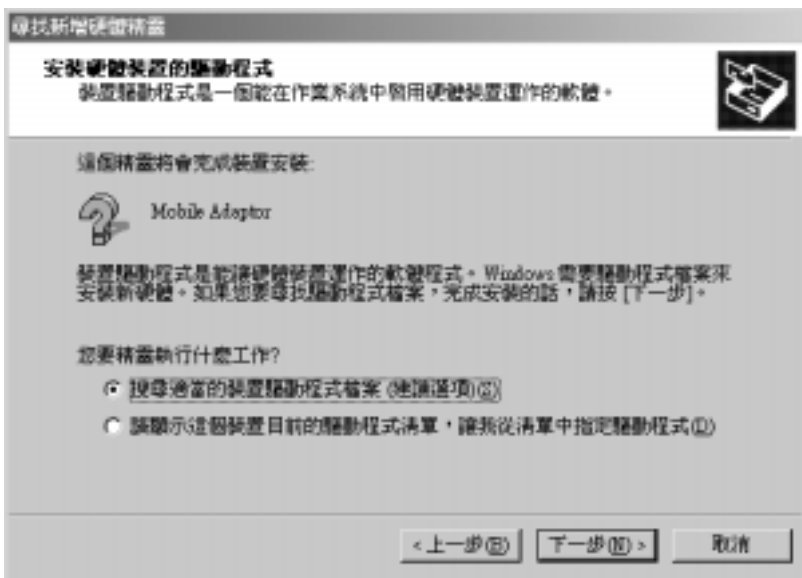 尋找新增硬體精靈
安裝硬體裝置的驅動程式
裝置驅動程式是一個能在作業系統中啟用硬體裝置運作的軟體。
這個精靈將會完成裝置安裝:
Mobile Adaptor
裝置驅動程式是能讓硬體裝置運作的軟體程式。Windows 需要驅動程式檔案來
安裝新硬體。如果您要尋找驅動程式檔案,完成安裝的話,請按 [下一步]。
您要精靈執行什麼工作?
搜尋適當的裝置驅動程式檔案 (建議選項)(S)
請顯示這個裝置目前的驅動程式清單,讓我從清單中指定驅動程式(D)
<上一步(B)
下一步(N)>
取消